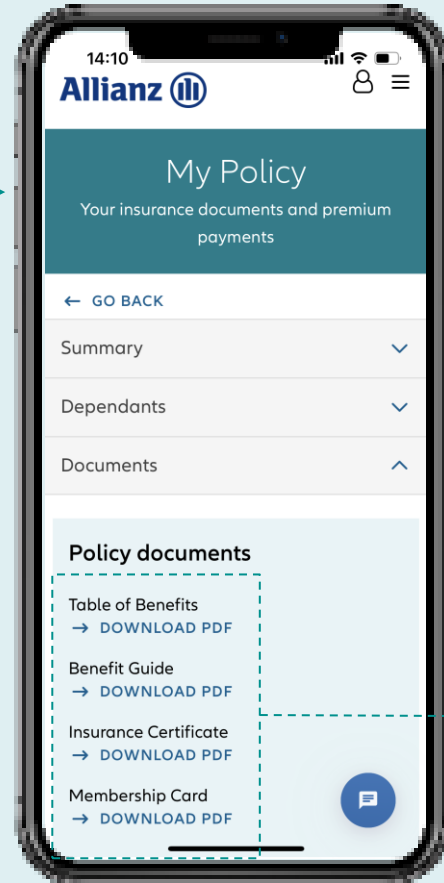 14:10
Allianz
My Policy
Your insurance documents and premium
payments
← GO BACK
Summary
Dependants
Documents
Policy documents
Table of Benefits
→ DOWNLOAD PDF
Benefit Guide
→ DOWNLOAD PDF
Insurance Certificate
→ DOWNLOAD PDF
Membership Card
→ DOWNLOAD PDF